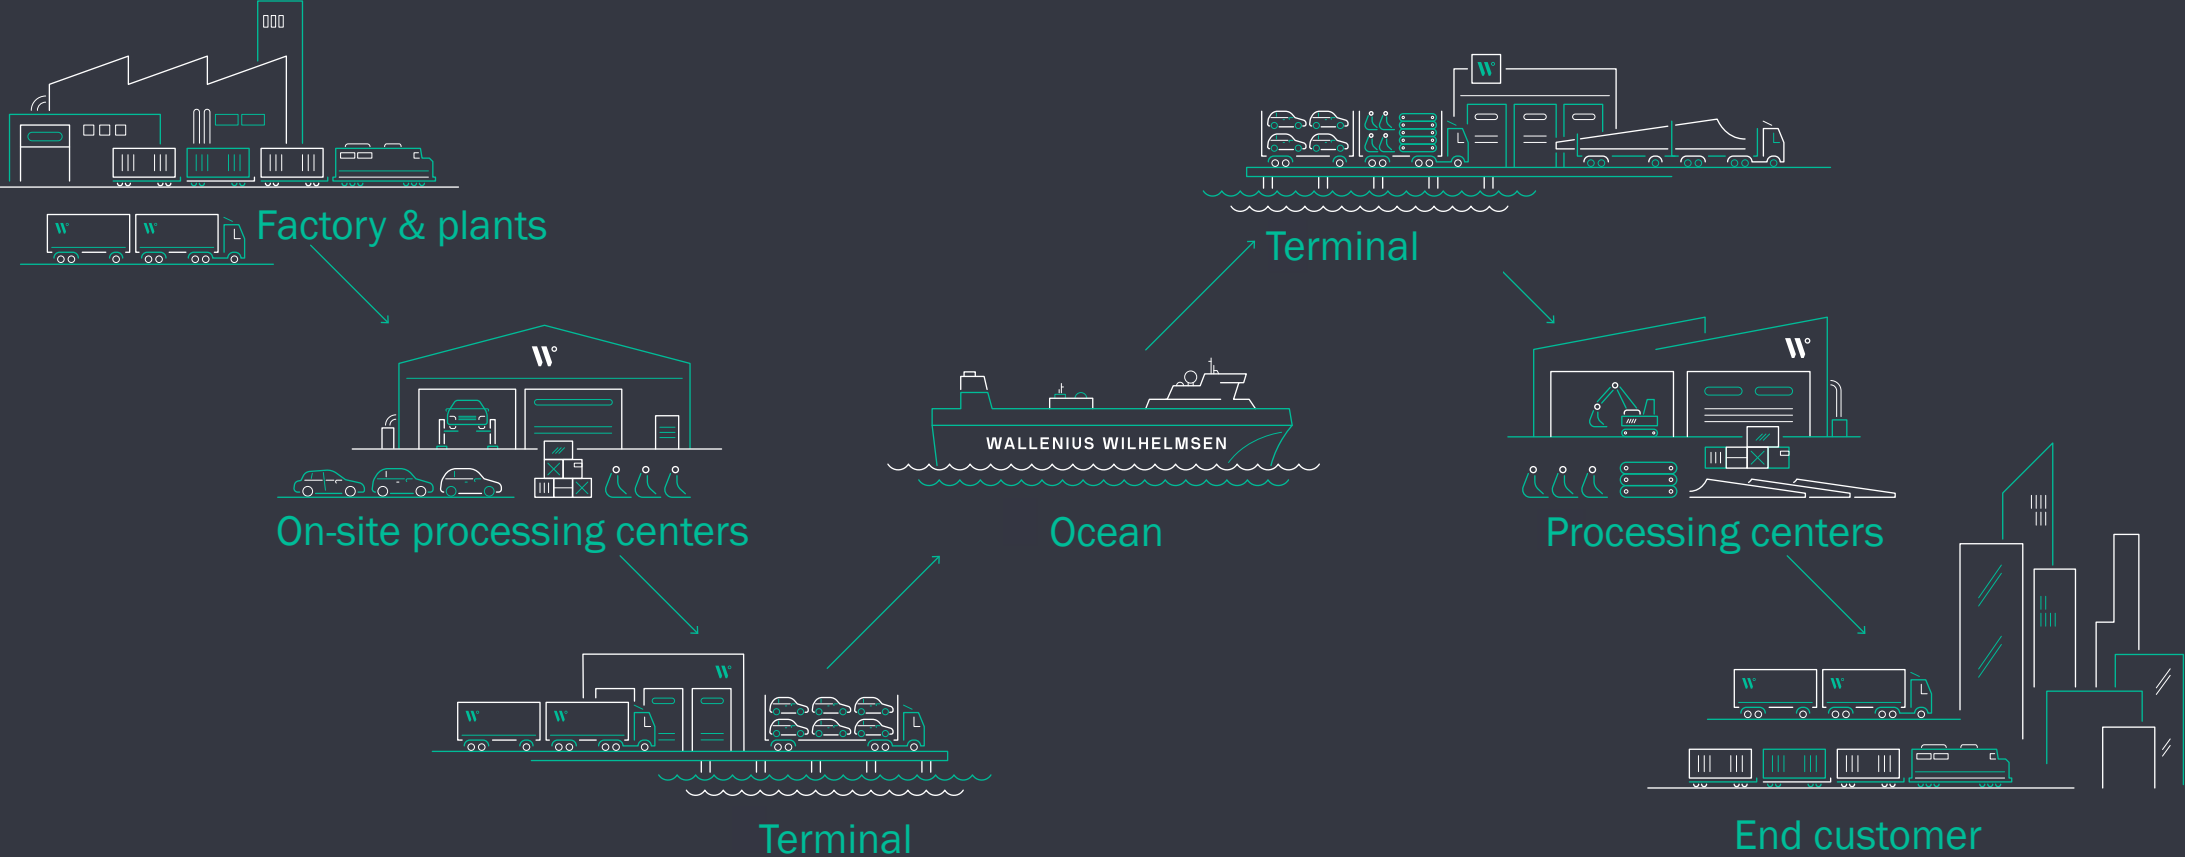 Factory & plants
On-site processing centers
Terminal
WALLENIUS WILHELMSEN
Ocean
Terminal
Processing centers
End customer